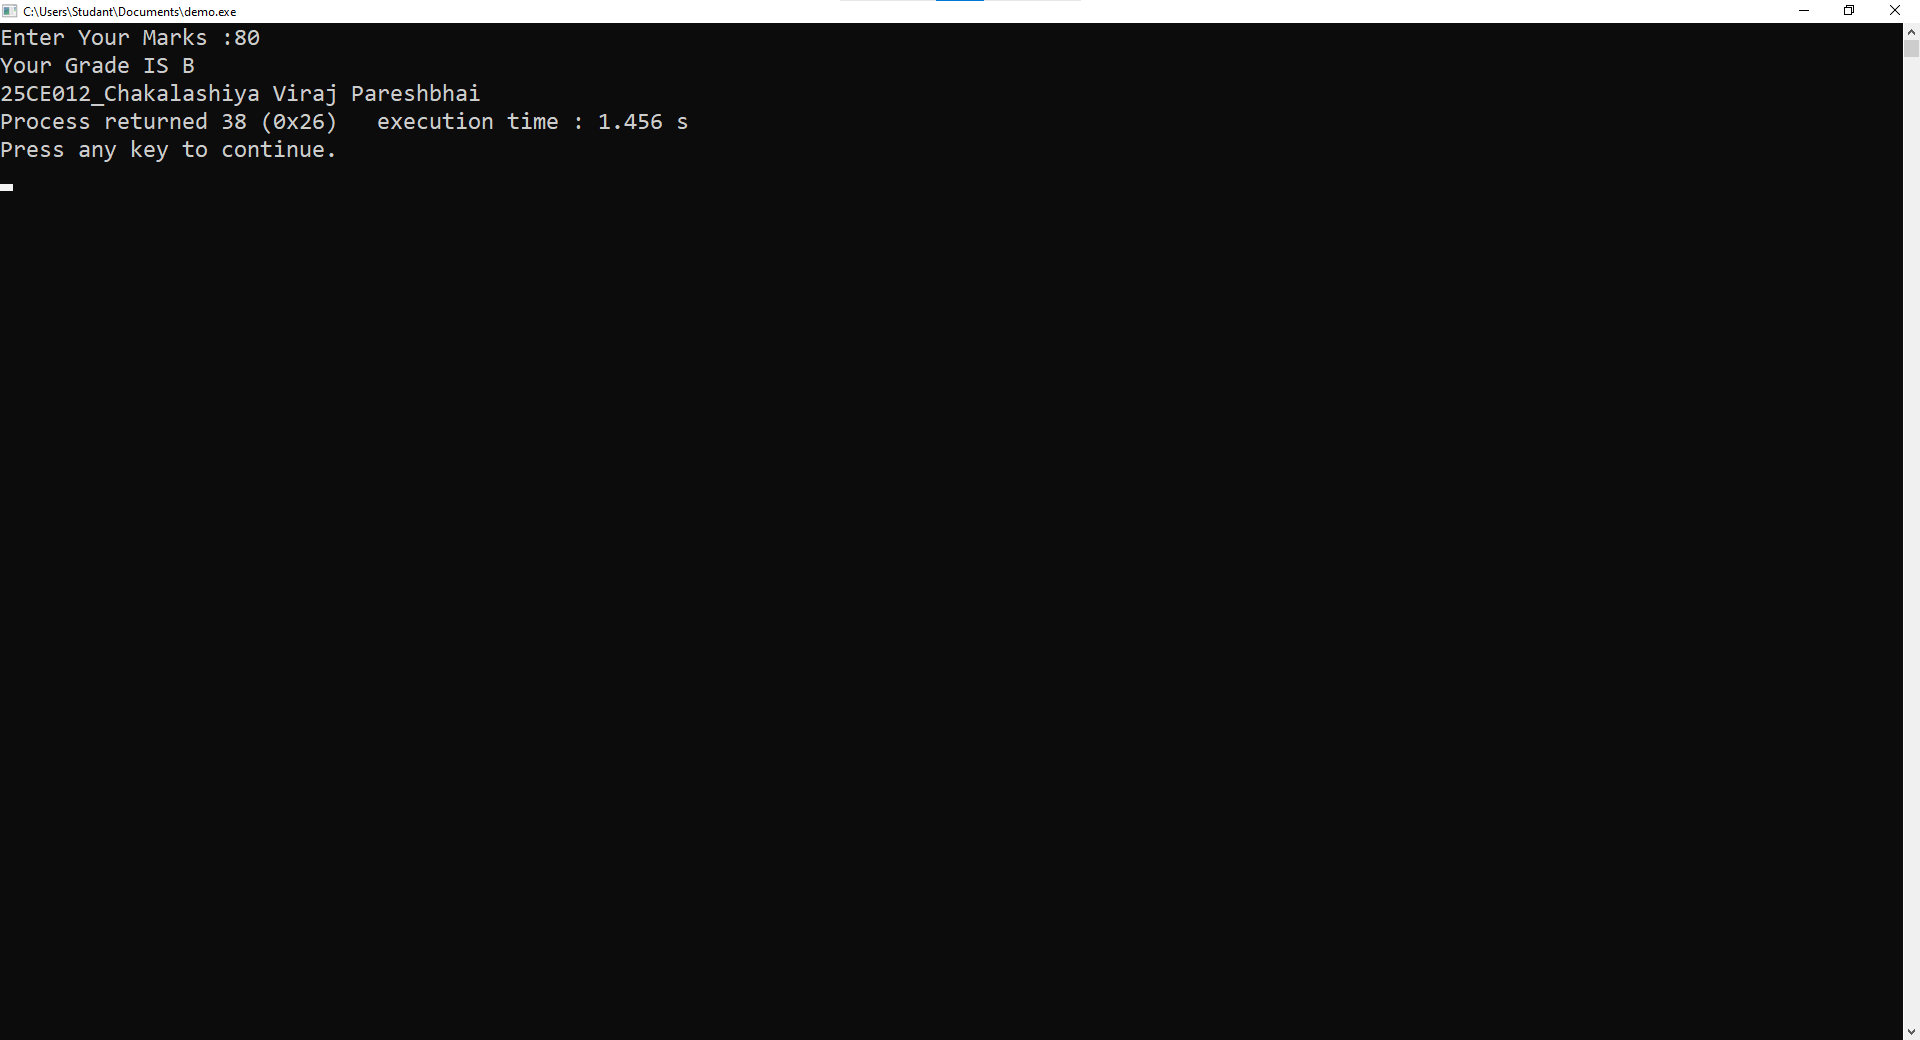 C:\Users\Studant\Documents\demo.exe
Enter Your Marks :80
Your Grade IS B
25CE012_Chakalashiya Viraj Pareshbhai
Process returned 38 (0x26)   execution time : 1.456 s
Press any key to continue.